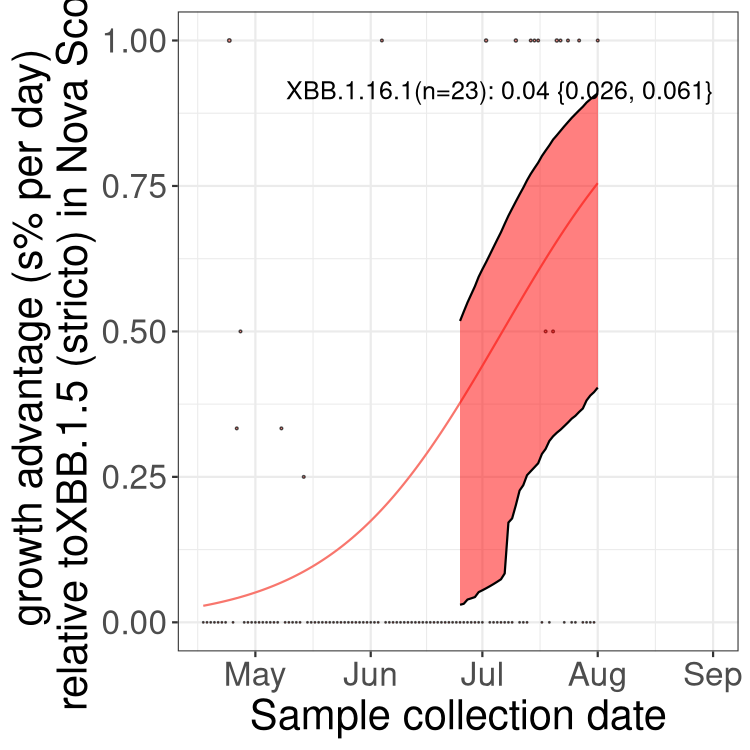 growth advantage (s% per day)
relative toXBB.1.5 (stricto) in Nova Sco
1.00
0.75
0.50
0.25
0.00
XBB.1.16.1(n=23): 0.04 {0.026, 0.061}
May Jun Jul Aug Sep
Sample collection date